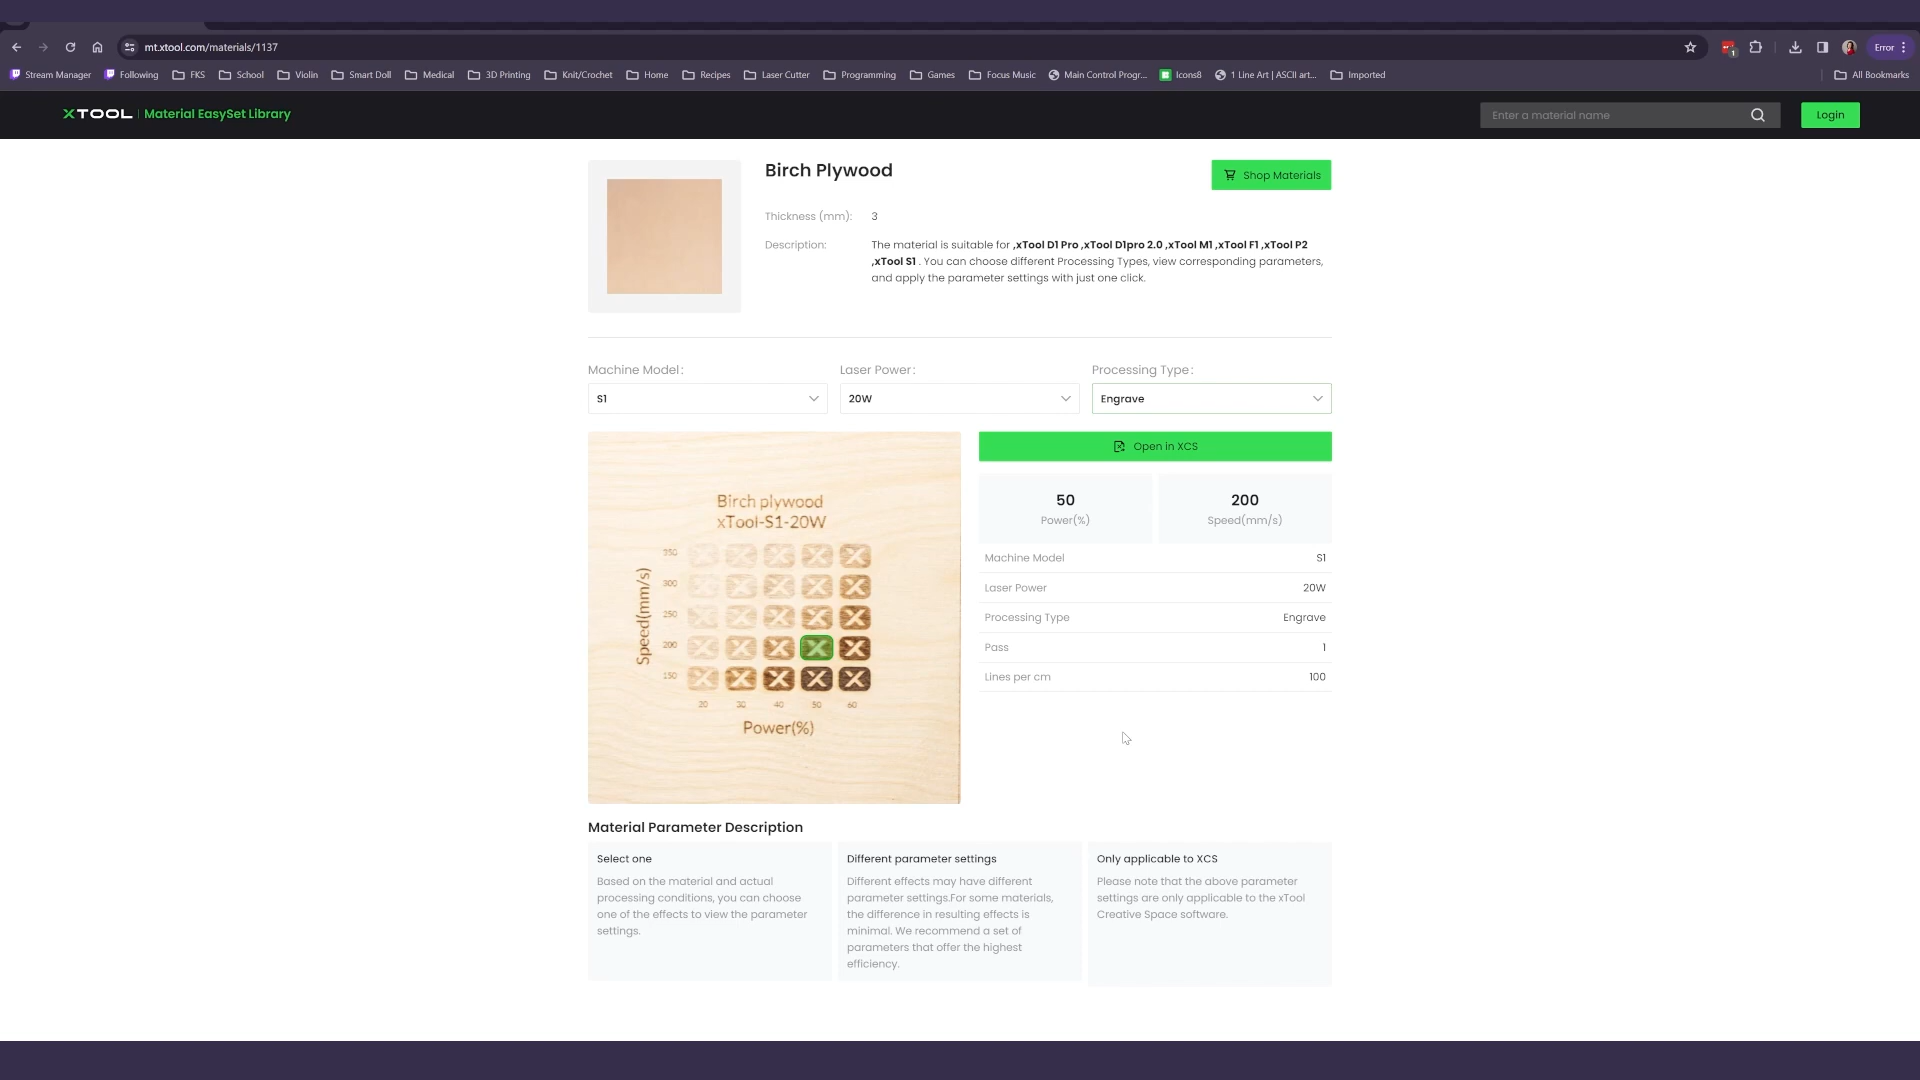 mt.xtool.com/materials/1137
1
Error
Stream Manager
Following
FKS
School
Violin
Smart Doll
Medical
3D Printing
Knit/Crochet
Home
Recipes
Laser Cutter
Programming
Games
Focus Music
Main Control Progr...
Icons8
1 Line Art | ASCII art...
Imported
All Bookmarks
XTOOL
Material EasySet Library
Enter a material name
Login
Birch Plywood
Shop Materials
Thickness (mm):
3
Description:
The material is suitable for ,xTool D1 Pro ,xTool D1pro 2.0 ,xTool M1 ,xTool F1 ,xTool P2
,xTool S1 . You can choose different Processing Types, view corresponding parameters,
and apply the parameter settings with just one click.
Machine Model:
Laser Power:
Processing Type:
S1
20W
Engrave
Birch plywood
xTool-S1-20W
Speed(mm/s)
350
300
250
200
150
20
30
40
50
60
Power(%)
Open in XCS
50
Power(%)
200
Speed(mm/s)
Machine Model
S1
Laser Power
20W
Processing Type
Engrave
Pass
1
Lines per cm
100
Material Parameter Description
Select one
Based on the material and actual
processing conditions, you can choose
one of the effects to view the parameter
settings.
Different parameter settings
Different effects may have different
parameter settings.For some materials,
the difference in resulting effects is
minimal. We recommend a set of
parameters that offer the highest
efficiency.
Only applicable to XCS
Please note that the above parameter
settings are only applicable to the xTool
Creative Space software.